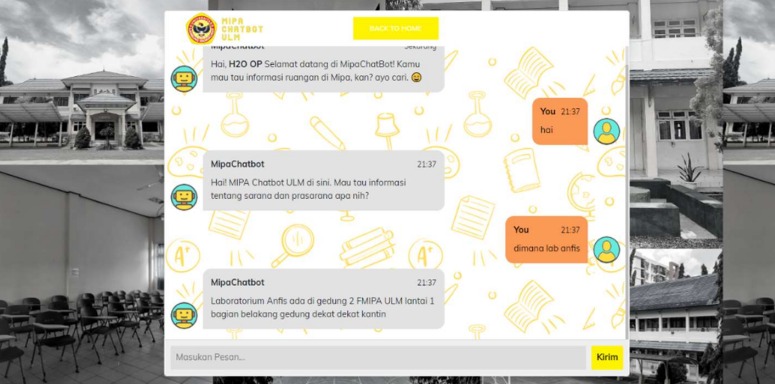 MIPA
CHATBOT
ULM
BACK TO HOME
MipaChatbot Sekarang
Hai, H2O OP Selamat datang di MipaChatBot! Kamu
mau tau informasi ruangan di Mipa, kan? ayo cari. 😄
You 21:37
hai
MipaChatbot 21:37
Hai! MIPA Chatbot ULM di sini. Mau tau informasi
tentang sarana dan prasarana apa nih?
You 21:37
dimana lab anfis
MipaChatbot 21:37
Laboratorium Anfis ada di gedung 2 FMIPA ULM lantai 1
bagian belakang gedung dekat dekat kantin
Masukan Pesan...
Kirim